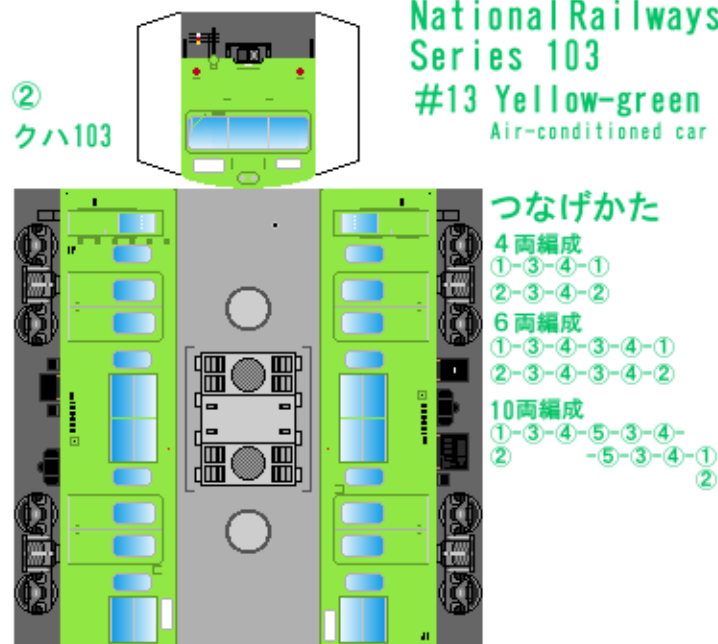 National Railways
Series 103
#13 Yellow-green
Air-conditioned car
②
クハ103
つなげかた
4両編成
①-③-④-①
②-③-④-②
6両編成
①-③-④-③-④-①
②-③-④-③-④-②
10両編成
①-③-④-⑤-③-④-
② -⑤-③-④-①
②